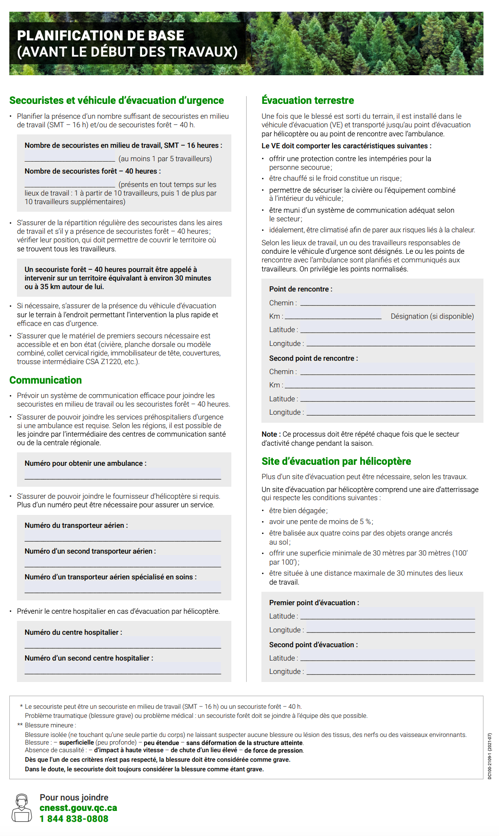 PLANIFICATION DE BASE
(AVANT LE DÉBUT DES TRAVAUX)
Secouristes et véhicule d’évacuation d’urgence
• Planifier la présence d’un nombre suffisant de secouristes en milieu
de travail (SMT – 16 h) et/ou de secouristes forêt – 40 h.
Nombre de secouristes en milieu de travail, SMT – 16 heures :
(au moins 1 par 5 travailleurs)
Nombre de secouristes forêt – 40 heures :
(présents en tout temps sur les
lieux de travail : 1 à partir de 10 travailleurs, puis 1 de plus par
10 travailleurs supplémentaires)
• S’assurer de la répartition régulière des secouristes dans les aires
de travail et s’il y a présence de secouristes forêt – 40 heures ;
vérifier leur position, qui doit permettre de couvrir le territoire où
se trouvent tous les travailleurs.
Un secouriste forêt – 40 heures pourrait être appelé à
intervenir sur un territoire équivalant à environ 30 minutes
ou à 35 km autour de lui.
• Si nécessaire, s’assurer de la présence du véhicule d’évacuation
sur le terrain à l’endroit permettant l’intervention la plus rapide et
efficace en cas d’urgence.
• S’assurer que le matériel de premiers secours nécessaire est
accessible et en bon état (civière, planche dorsale ou modèle
combiné, collet cervical rigide, immobilisateur de tête, couvertures,
trousse intermédiaire CSA Z1220, etc.).
Communication
• Prévoir un système de communication efficace pour joindre les
secouristes en milieu de travail ou les secouristes forêt – 40 heures.
• S’assurer de pouvoir joindre les services préhospitaliers d’urgence
si une ambulance est requise. Selon les régions, il est possible de
les joindre par l’intermédiaire des centres de communication santé
ou de la centrale régionale.
Numéro pour obtenir une ambulance :
• S’assurer de pouvoir joindre le fournisseur d’hélicoptère si requis.
Plus d’un numéro peut être nécessaire pour assurer un service.
Numéro du transporteur aérien :
Numéro d’un second transporteur aérien :
Numéro d’un transporteur aérien spécialisé en soins :
• Prévenir le centre hospitalier en cas d’évacuation par hélicoptère.
Numéro du centre hospitalier :
Numéro d’un second centre hospitalier :
Évacuation terrestre
Une fois que le blessé est sorti du terrain, il est installé dans le
véhicule d’évacuation (VE) et transporté jusqu’au point d’évacuation
par hélicoptère ou au point de rencontre avec l’ambulance.
Le VE doit comporter les caractéristiques suivantes :
• offrir une protection contre les intempéries pour la
personne secourue ;
• être chauffé si le froid constitue un risque ;
• permettre de sécuriser la civière ou l’équipement combiné
à l’intérieur du véhicule ;
• être muni d’un système de communication adéquat selon
le secteur ;
• idéalement, être climatisé afin de parer aux risques liés à la chaleur.
Selon les lieux de travail, un ou des travailleurs responsables de
conduire le véhicule d’urgence sont désignés. Le ou les points de
rencontre avec l’ambulance sont planifiés et communiqués aux
travailleurs. On privilégie les points normalisés.
Point de rencontre :
Chemin :
Km : Désignation (si disponible)
Latitude :
Longitude :
Second point de rencontre :
Chemin :
Km :
Latitude :
Longitude :
Note : Ce processus doit être répété chaque fois que le secteur
d’activité change pendant la saison.
Site d’évacuation par hélicoptère
Plus d’un site d’évacuation peut être nécessaire, selon les travaux.
Un site d’évacuation par hélicoptère comprend une aire d’atterrissage
qui respecte les conditions suivantes :
• être bien dégagée ;
• avoir une pente de moins de 5 % ;
• être balisée aux quatre coins par des objets orange ancrés
au sol ;
• offrir une superficie minimale de 30 mètres par 30 mètres (100’
par 100’) ;
• être située à une distance maximale de 30 minutes des lieux
de travail.
Premier point d’évacuation :
Latitude :
Longitude :
Second point d’évacuation :
Latitude :
Longitude :
* Le secouriste peut être un secouriste en milieu de travail (SMT – 16 h) ou un secouriste forêt – 40 h.
Problème traumatique (blessure grave) ou problème médical : un secouriste forêt doit se joindre à l’équipe dès que possible.
** Blessure mineure :
Blessure isolée (ne touchant qu’une seule partie du corps) ne laissant suspecter aucune blessure ou lésion des tissus, des nerfs ou des vaisseaux environnants.
Blessure : – superficielle (peu profonde) – peu étendue – sans déformation de la structure atteinte.
Absence de causalité : – d’impact à haute vitesse – de chute d’un lieu élevé – de force de pression.
Dès que l’un de ces critères n’est pas respecté, la blessure doit être considérée comme grave.
Dans le doute, le secouriste doit toujours considérer la blessure comme étant grave.
Pour nous joindre
cnesst.gouv.qc.ca
1 844 838-0808